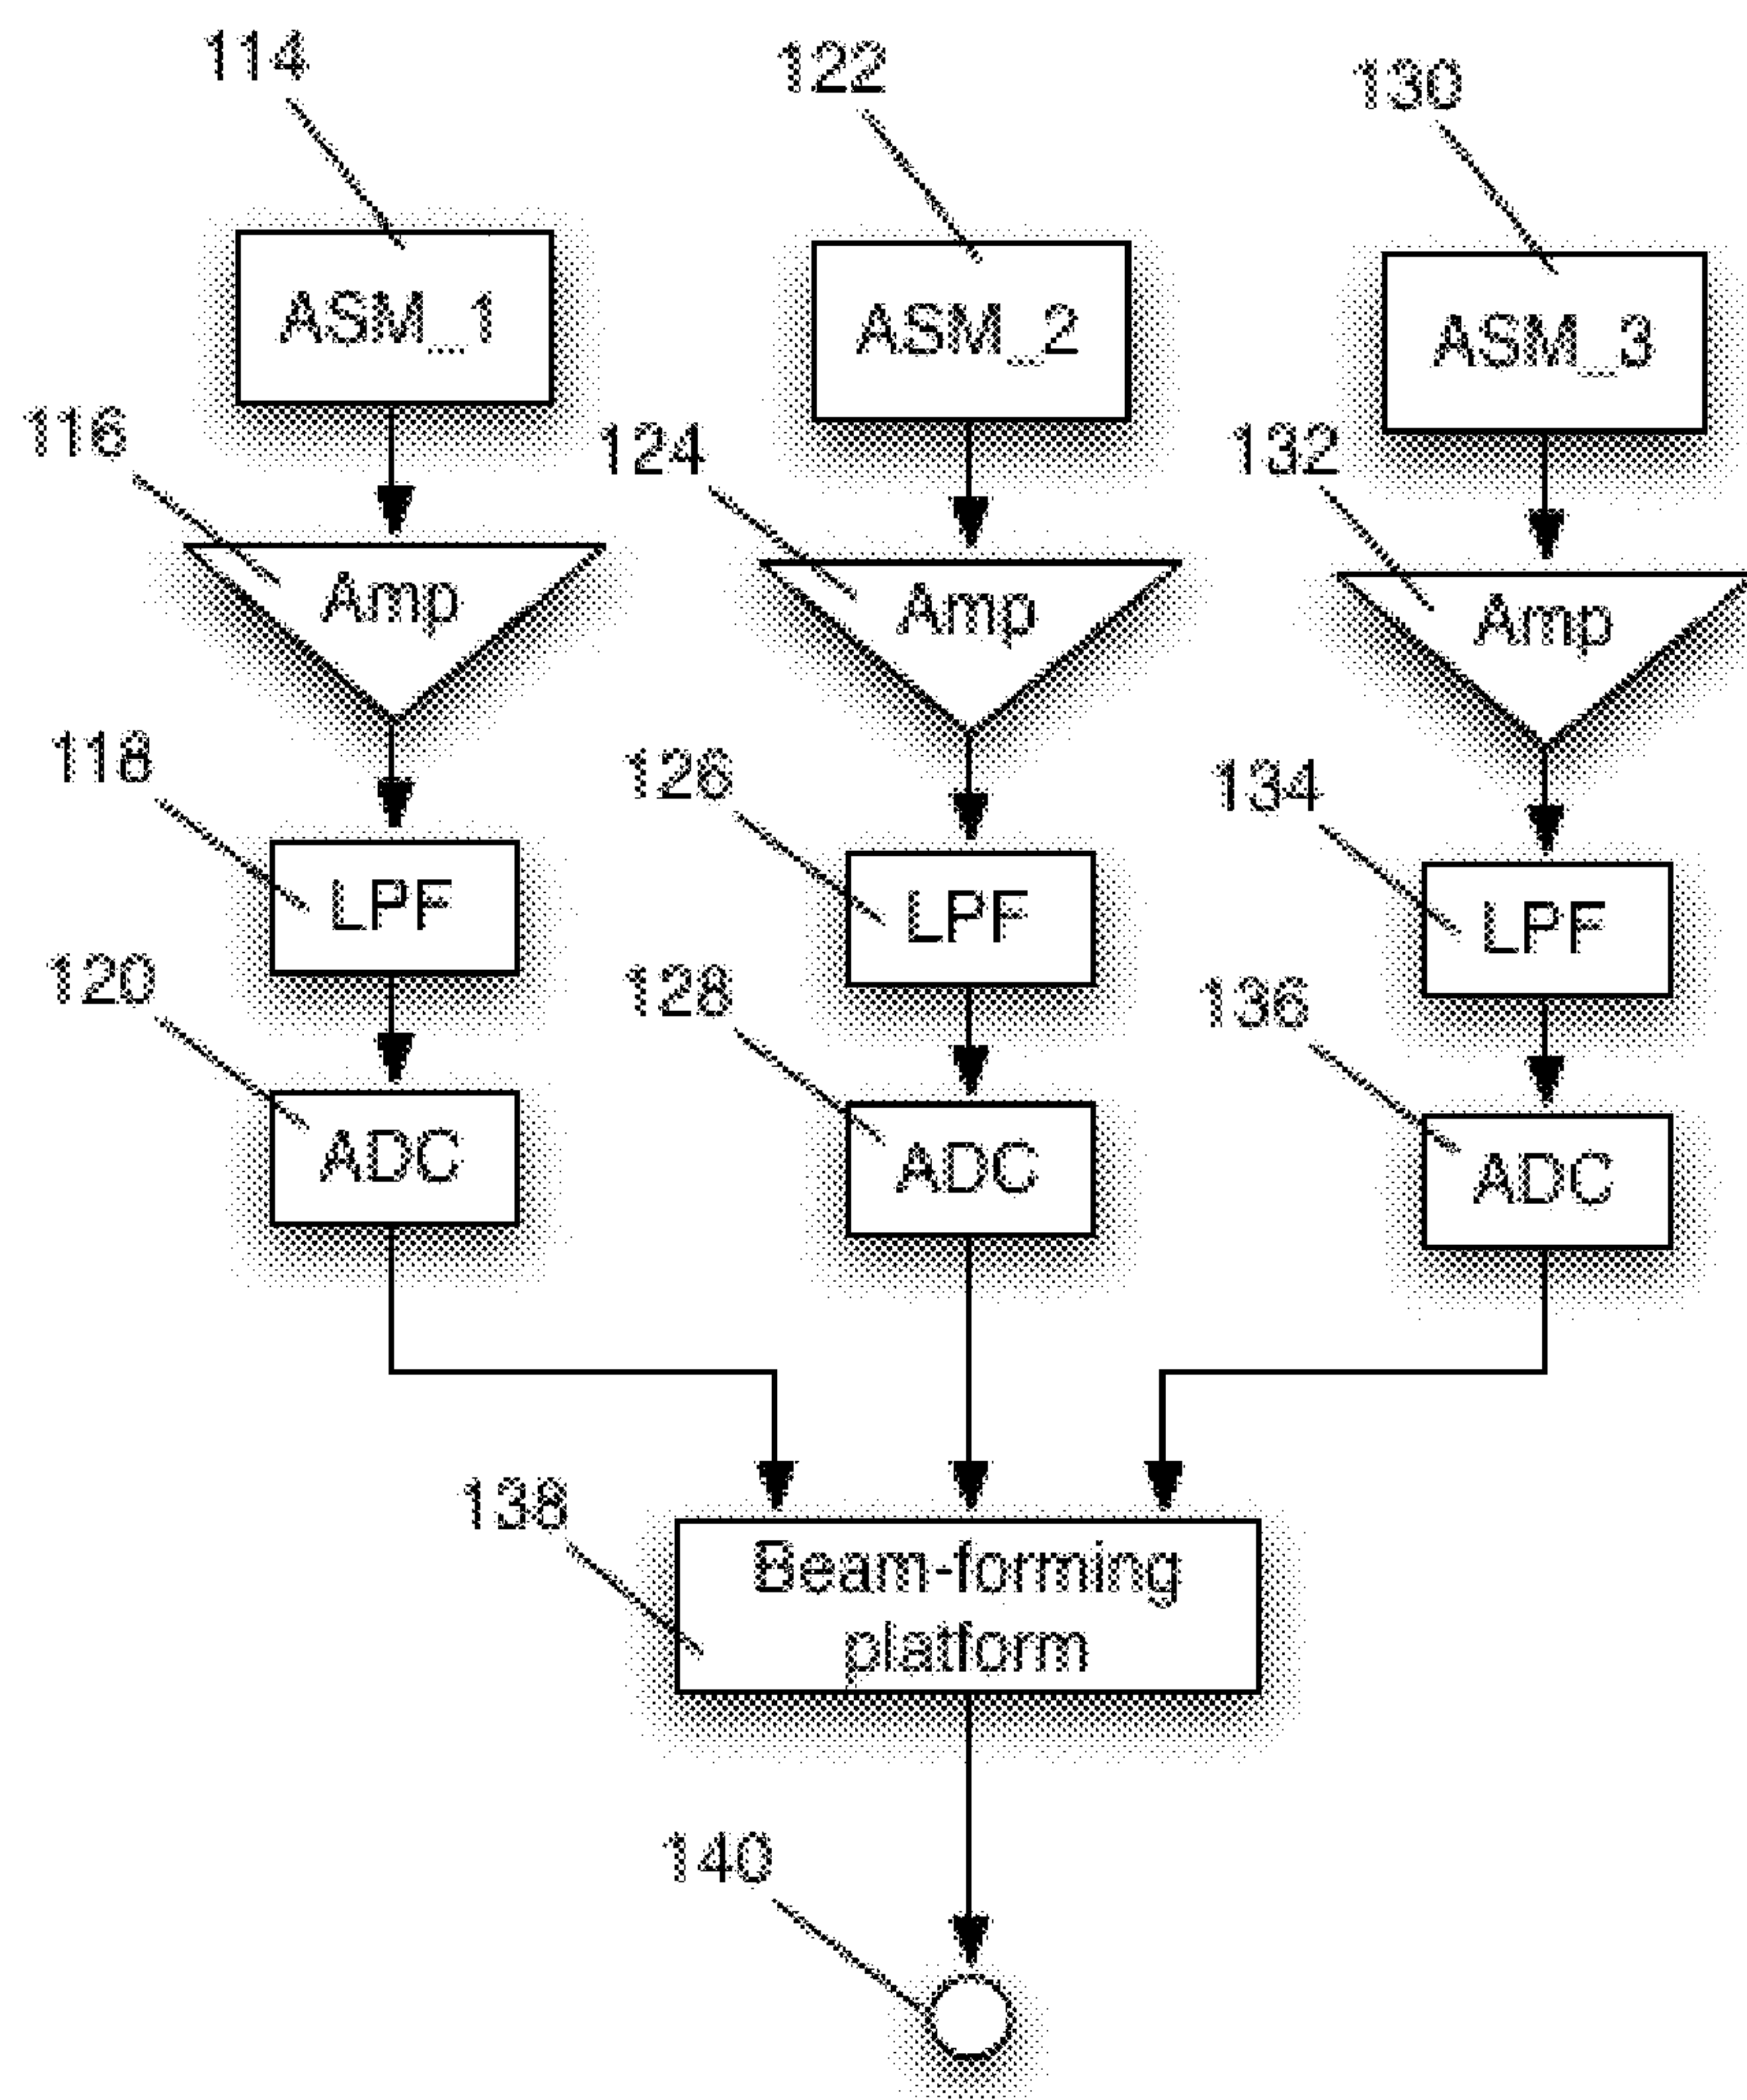 114
122
130
ASM_1
ASM_2
ASM_3
116
124
132
Amp
Amp
Amp
118
126
134
LPF
LPF
LPF
120
128
136
ADC
ADC
ADC
138
Beam-forming
platform
140